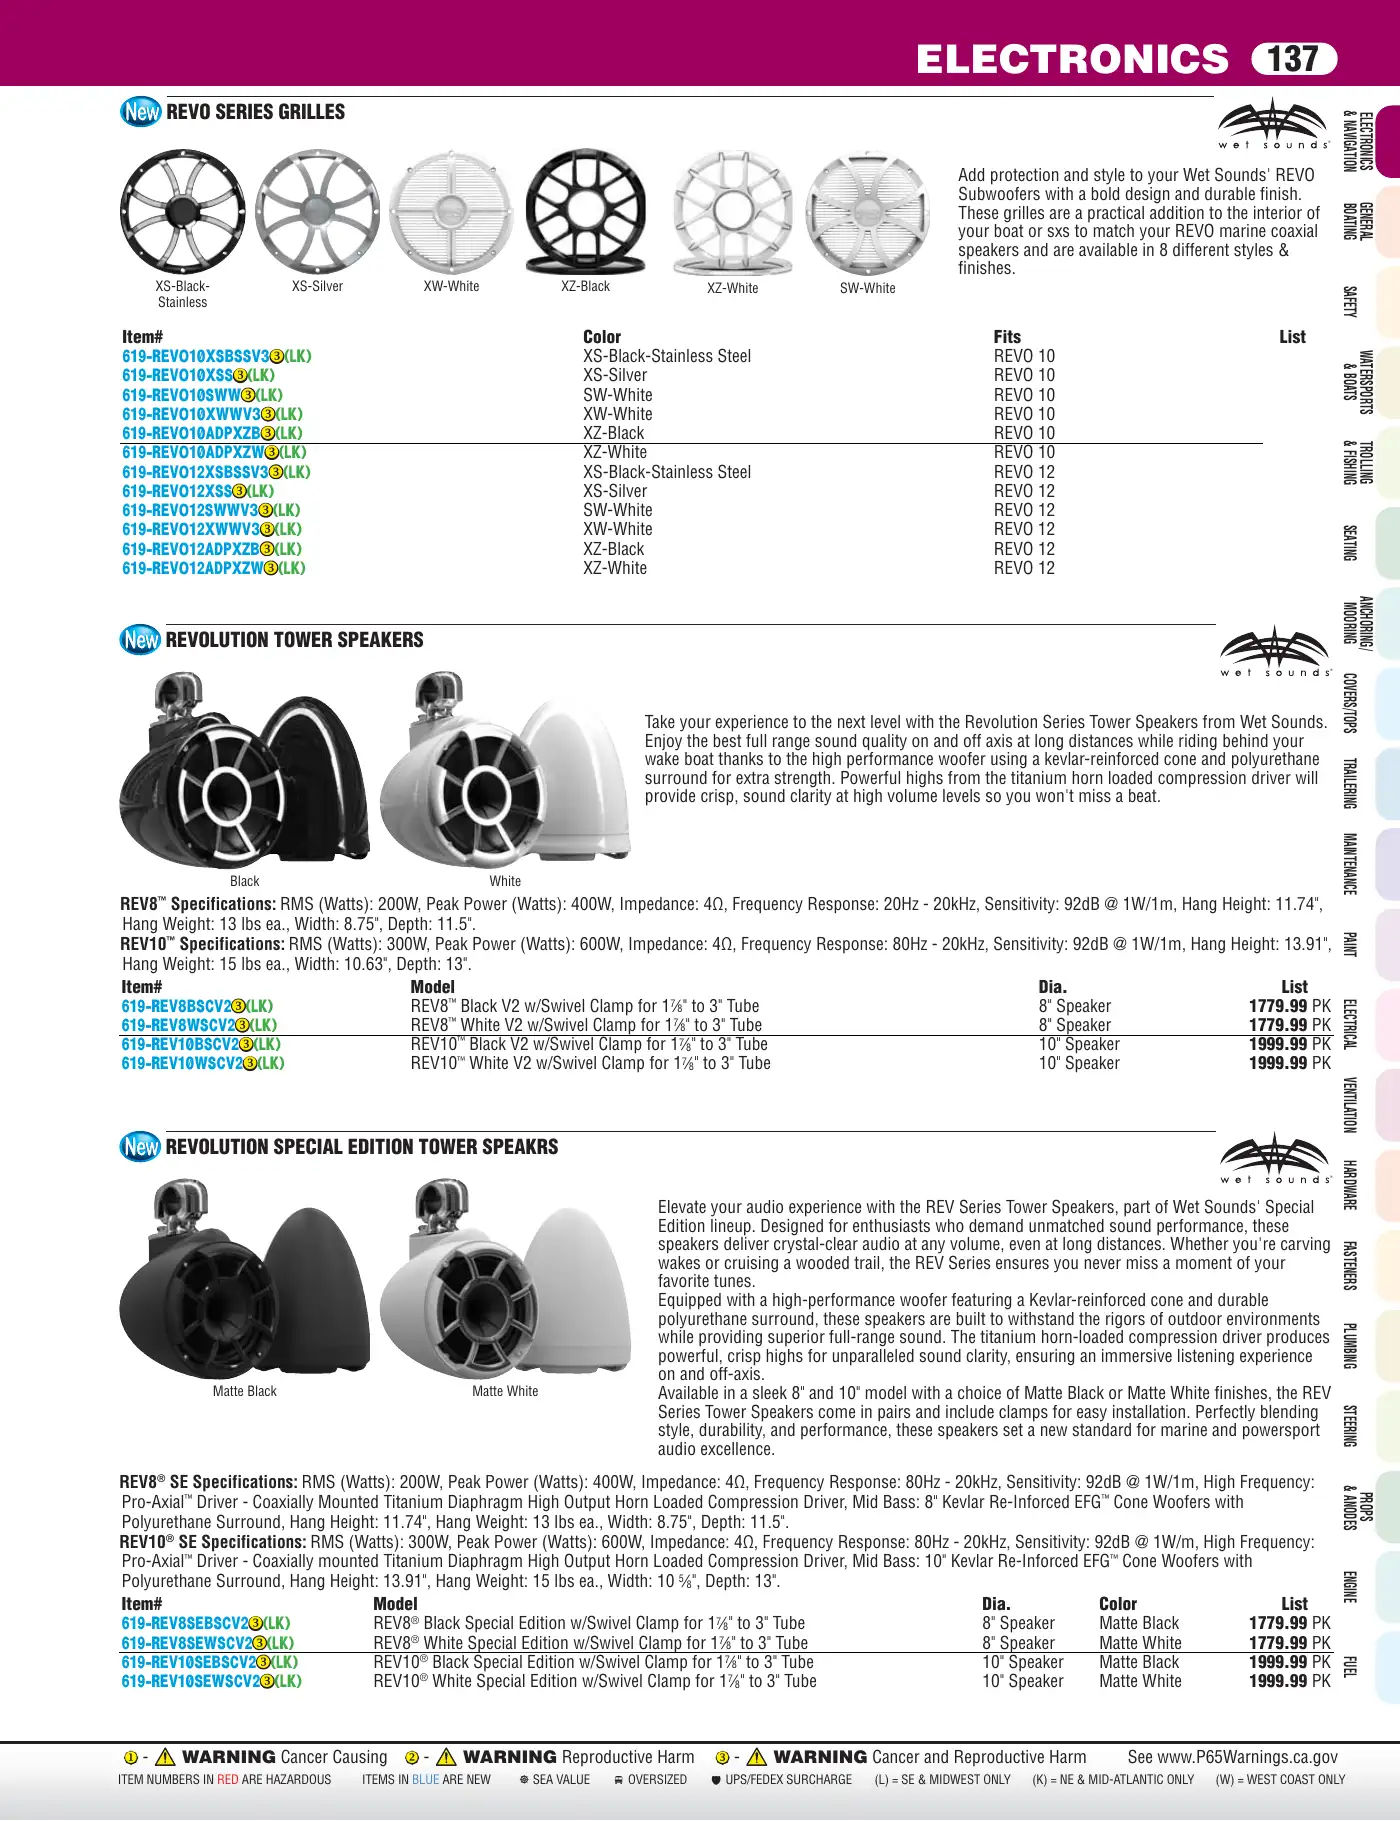 ELECTRONICS 137
New REVO SERIES GRILLES
wet sounds®
XS-Black-
Stainless
XS-Silver
XW-White
XZ-Black
XZ-White
SW-White
Add protection and style to your Wet Sounds' REVO
Subwoofers with a bold design and durable finish.
These grilles are a practical addition to the interior of
your boat or sxs to match your REVO marine coaxial
speakers and are available in 8 different styles &
finishes.
Item# Color Fits List
619-REVO10XSBSSV3 3 (LK) XS-Black-Stainless Steel REVO 10
619-REVO10XSS 3 (LK) XS-Silver REVO 10
619-REVO10SWW 3 (LK) SW-White REVO 10
619-REVO10XWWV3 3 (LK) XW-White REVO 10
619-REVO10ADPXZB 3 (LK) XZ-Black REVO 10
619-REVO10ADPXZW 3 (LK) XZ-White REVO 10
619-REVO12XSBSSV3 3 (LK) XS-Black-Stainless Steel REVO 12
619-REVO12XSS 3 (LK) XS-Silver REVO 12
619-REVO12SWWV3 3 (LK) SW-White REVO 12
619-REVO12XWWV3 3 (LK) XW-White REVO 12
619-REVO12ADPXZB 3 (LK) XZ-Black REVO 12
619-REVO12ADPXZW 3 (LK) XZ-White REVO 12
New REVOLUTION TOWER SPEAKERS
wet sounds®
Black
White
Take your experience to the next level with the Revolution Series Tower Speakers from Wet Sounds.
Enjoy the best full range sound quality on and off axis at long distances while riding behind your
wake boat thanks to the high performance woofer using a kevlar-reinforced cone and polyurethane
surround for extra strength. Powerful highs from the titanium horn loaded compression driver will
provide crisp, sound clarity at high volume levels so you won't miss a beat.
REV8™ Specifications: RMS (Watts): 200W, Peak Power (Watts): 400W, Impedance: 4Ω, Frequency Response: 20Hz - 20kHz, Sensitivity: 92dB @ 1W/1m, Hang Height: 11.74",
Hang Weight: 13 lbs ea., Width: 8.75", Depth: 11.5".
REV10™ Specifications: RMS (Watts): 300W, Peak Power (Watts): 600W, Impedance: 4Ω, Frequency Response: 80Hz - 20kHz, Sensitivity: 92dB @ 1W/1m, Hang Height: 13.91",
Hang Weight: 15 lbs ea., Width: 10.63", Depth: 13".
Item# Model Dia. List
619-REV8BSCV2 3 (LK) REV8™ Black V2 w/Swivel Clamp for 1⅞" to 3" Tube 8" Speaker 1779.99 PK
619-REV8WSCV2 3 (LK) REV8™ White V2 w/Swivel Clamp for 1⅞" to 3" Tube 8" Speaker 1779.99 PK
619-REV10BSCV2 3 (LK) REV10™ Black V2 w/Swivel Clamp for 1⅞" to 3" Tube 10" Speaker 1999.99 PK
619-REV10WSCV2 3 (LK) REV10™ White V2 w/Swivel Clamp for 1⅞" to 3" Tube 10" Speaker 1999.99 PK
New REVOLUTION SPECIAL EDITION TOWER SPEAKRS
wet sounds®
Matte Black
Matte White
Elevate your audio experience with the REV Series Tower Speakers, part of Wet Sounds' Special
Edition lineup. Designed for enthusiasts who demand unmatched sound performance, these
speakers deliver crystal-clear audio at any volume, even at long distances. Whether you're carving
wakes or cruising a wooded trail, the REV Series ensures you never miss a moment of your
favorite tunes.
Equipped with a high-performance woofer featuring a Kevlar-reinforced cone and durable
polyurethane surround, these speakers are built to withstand the rigors of outdoor environments
while providing superior full-range sound. The titanium horn-loaded compression driver produces
powerful, crisp highs for unparalleled sound clarity, ensuring an immersive listening experience
on and off-axis.
Available in a sleek 8" and 10" model with a choice of Matte Black or Matte White finishes, the REV
Series Tower Speakers come in pairs and include clamps for easy installation. Perfectly blending
style, durability, and performance, these speakers set a new standard for marine and powersport
audio excellence.
REV8® SE Specifications: RMS (Watts): 200W, Peak Power (Watts): 400W, Impedance: 4Ω, Frequency Response: 80Hz - 20kHz, Sensitivity: 92dB @ 1W/1m, High Frequency:
Pro-Axial™ Driver - Coaxially Mounted Titanium Diaphragm High Output Horn Loaded Compression Driver, Mid Bass: 8" Kevlar Re-Inforced EFG™ Cone Woofers with
Polyurethane Surround, Hang Height: 11.74", Hang Weight: 13 lbs ea., Width: 8.75", Depth: 11.5".
REV10® SE Specifications: RMS (Watts): 300W, Peak Power (Watts): 600W, Impedance: 4Ω, Frequency Response: 80Hz - 20kHz, Sensitivity: 92dB @ 1W/m, High Frequency:
Pro-Axial™ Driver - Coaxially mounted Titanium Diaphragm High Output Horn Loaded Compression Driver, Mid Bass: 10" Kevlar Re-Inforced EFG™ Cone Woofers with
Polyurethane Surround, Hang Height: 13.91", Hang Weight: 15 lbs ea., Width: 10 ⅝", Depth: 13".
Item# Model Dia. Color List
619-REV8SEBSCV2 3 (LK) REV8® Black Special Edition w/Swivel Clamp for 1⅞" to 3" Tube 8" Speaker Matte Black 1779.99 PK
619-REV8SEWSCV2 3 (LK) REV8® White Special Edition w/Swivel Clamp for 1⅞" to 3" Tube 8" Speaker Matte White 1779.99 PK
619-REV10SEBSCV2 3 (LK) REV10® Black Special Edition w/Swivel Clamp for 1⅞" to 3" Tube 10" Speaker Matte Black 1999.99 PK
619-REV10SEWSCV2 3 (LK) REV10® White Special Edition w/Swivel Clamp for 1⅞" to 3" Tube 10" Speaker Matte White 1999.99 PK
ELECTRONICS
& NAVIGATION
GENERAL
BOATING
SAFETY
WATERSPORTS
& BOATS
TROLLING
& FISHING
SEATING
ANCHORING/
MOORING
COVERS/TOPS
TRAILERING
MAINTENANCE
PAINT
ELECTRICAL
VENTILATION
HARDWARE
FASTENERS
PLUMBING
STEERING
PROPS
& ANODES
ENGINE
FUEL
1 - WARNING Cancer Causing 2 - WARNING Reproductive Harm 3 - WARNING Cancer and Reproductive Harm See www.P65Warnings.ca.gov
ITEM NUMBERS IN RED ARE HAZARDOUS ITEMS IN BLUE ARE NEW SEA VALUE OVERSIZED UPS/FEDEX SURCHARGE (L) = SE & MIDWEST ONLY (K) = NE & MID-ATLANTIC ONLY (W) = WEST COAST ONLY